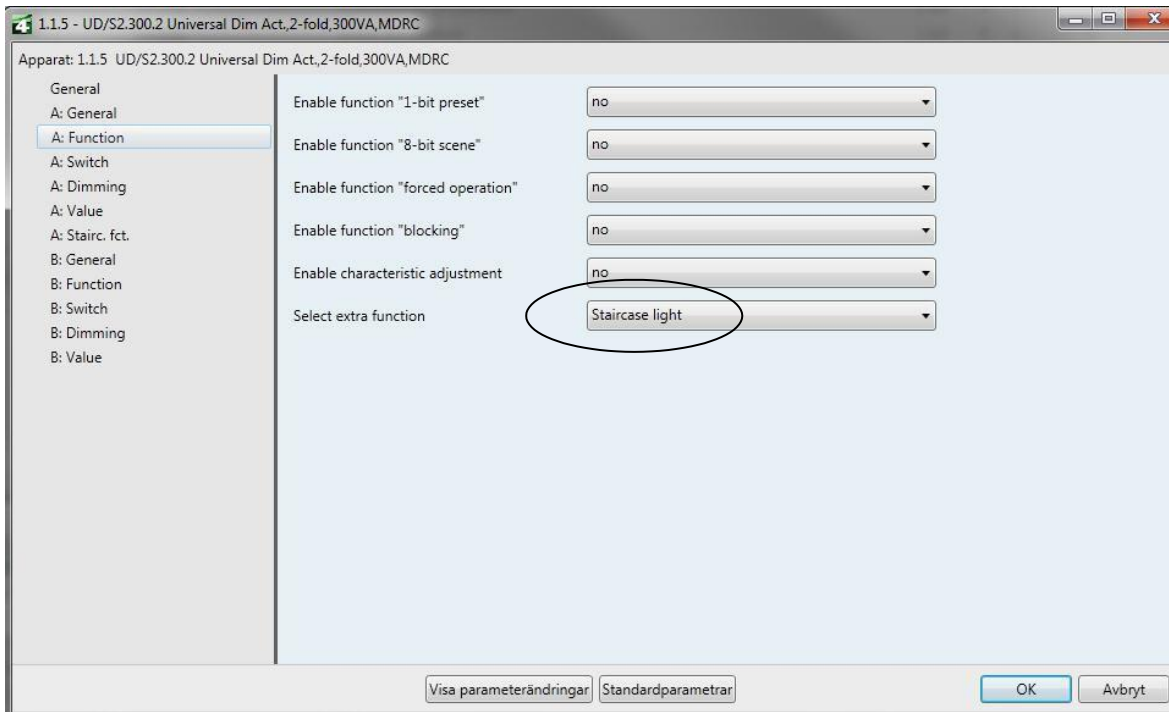 4 1.1.5 - UD/S2.300.2 Universal Dim Act.,2-fold,300VA,MDRC
Apparat: 1.1.5 UD/S2.300.2 Universal Dim Act.,2-fold,300VA,MDRC
General
A: General
A: Function
A: Switch
A: Dimming
A: Value
A: Stairc. fct.
B: General
B: Function
B: Switch
B: Dimming
B: Value
Enable function "1-bit preset" no
Enable function "8-bit scene" no
Enable function "forced operation" no
Enable function "blocking" no
Enable characteristic adjustment no
Select extra function Staircase light
Visa parameterändringar Standardparametrar OK Avbryt